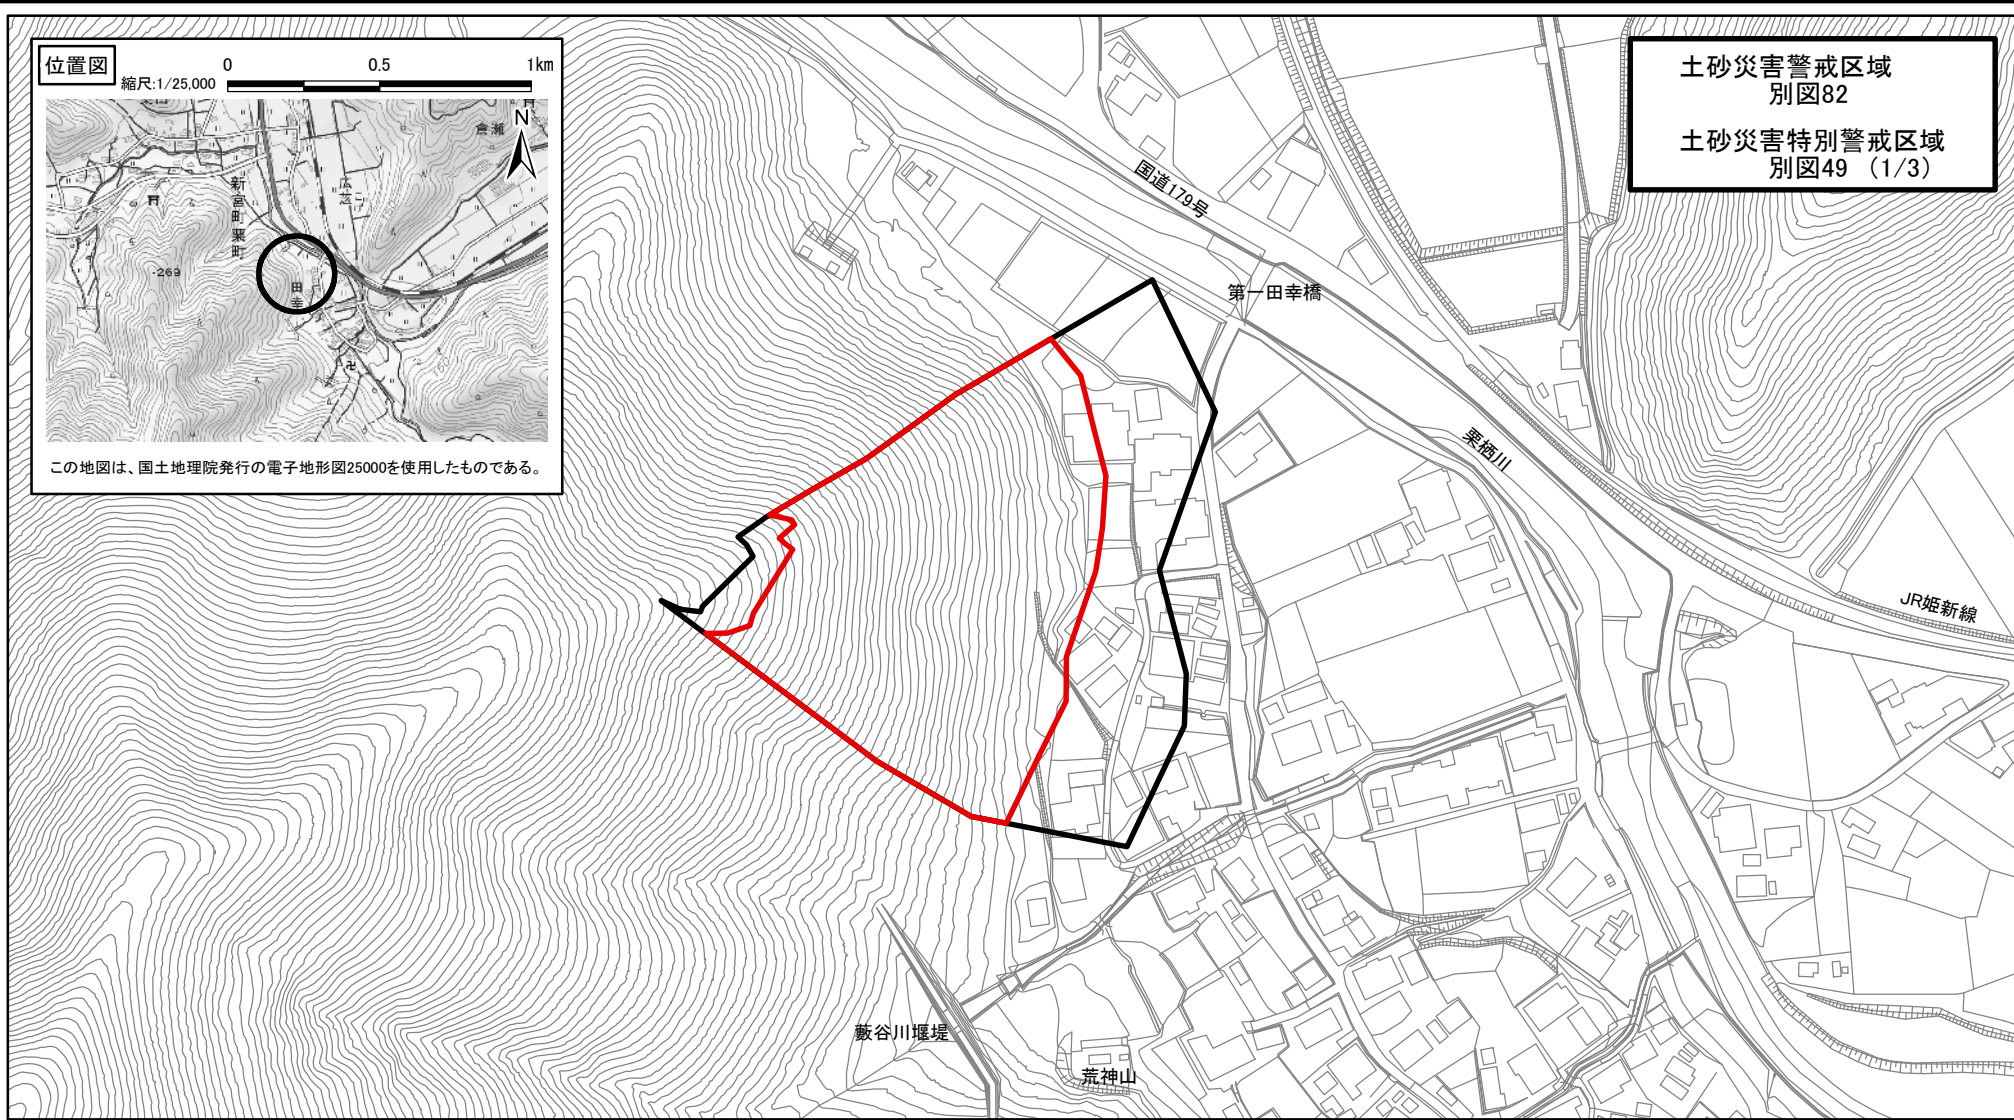 位置図
縮尺:1/25,000
0
0.5
1km
N
倉瀬
広芝
新宮町栗町
・269
田幸
この地図は、国土地理院発行の電子地形図25000を使用したものである。
土砂災害警戒区域
別図82
土砂災害特別警戒区域
別図49 (1/3)
国道179号
第一田幸橋
栗栖川
JR姫新線
藪谷川堰堤
荒神山